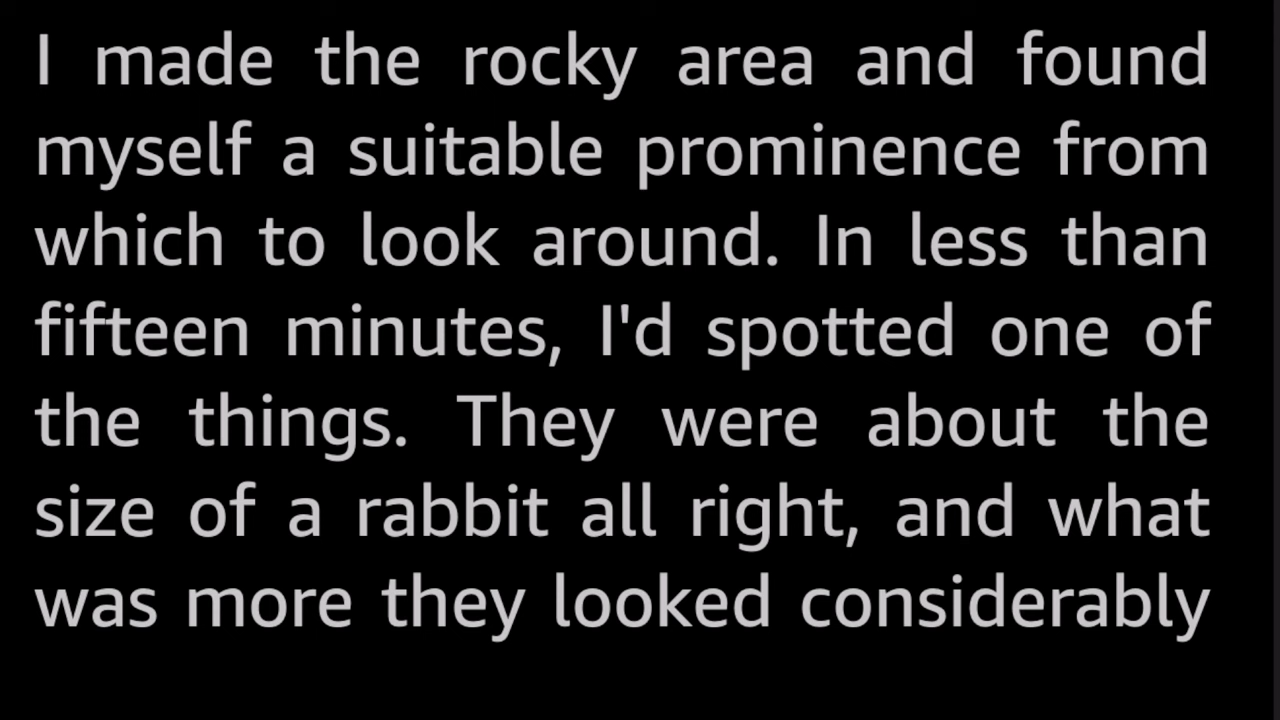 I made the rocky area and found
myself a suitable prominence from
which to look around. In less than
fifteen minutes, I'd spotted one of
the things. They were about the
size of a rabbit all right, and what
was more they looked considerably